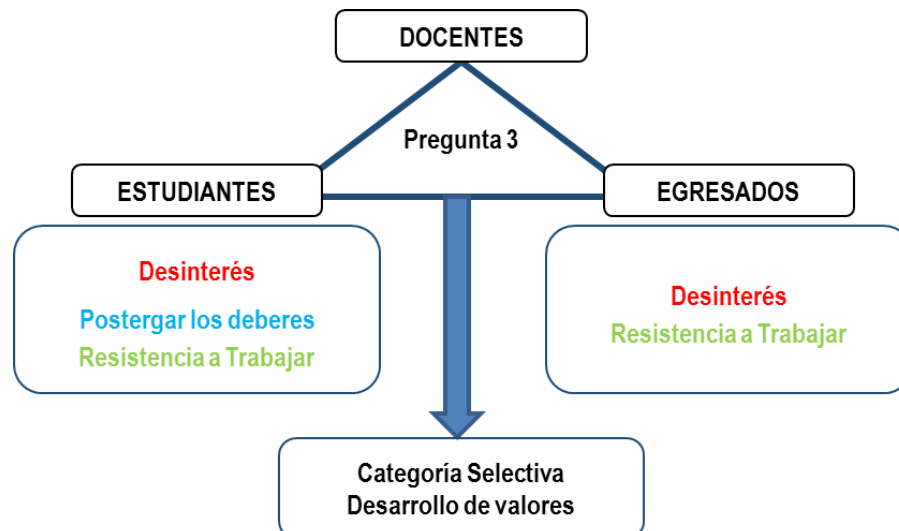 DOCENTES
Pregunta 3
ESTUDIANTES
EGRESADOS
Desinterés
Postergar los deberes
Resistencia a Trabajar
Desinterés
Resistencia a Trabajar
Categoría Selectiva
Desarrollo de valores